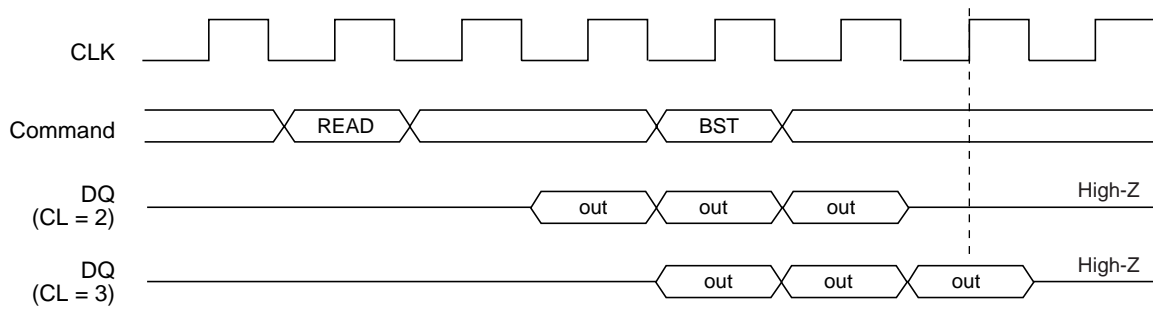 CLK
Command
READ
BST
DQ
(CL = 2)
out
out
out
High-Z
DQ
(CL = 3)
out
out
out
High-Z